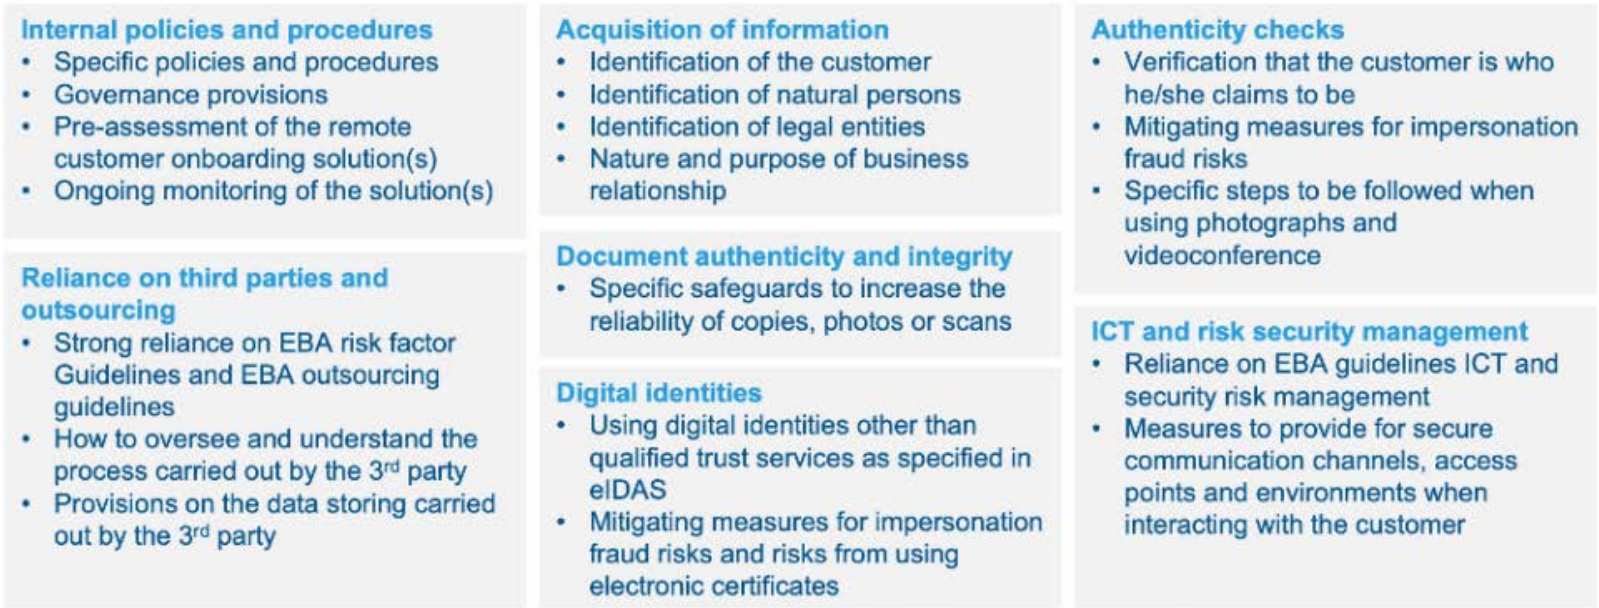 Internal policies and procedures
• Specific policies and procedures
• Governance provisions
• Pre-assessment of the remote
customer onboarding solution(s)
• Ongoing monitoring of the solution(s)
Reliance on third parties and
outsourcing
• Strong reliance on EBA risk factor
Guidelines and EBA outsourcing
guidelines
• How to oversee and understand the
process carried out by the 3rd party
• Provisions on the data storing carried
out by the 3rd party
Acquisition of information
• Identification of the customer
• Identification of natural persons
• Identification of legal entities
• Nature and purpose of business
relationship
Document authenticity and integrity
• Specific safeguards to increase the
reliability of copies, photos or scans
Digital identities
• Using digital identities other than
qualified trust services as specified in
eIDAS
• Mitigating measures for impersonation
fraud risks and risks from using
electronic certificates
Authenticity checks
• Verification that the customer is who
he/she claims to be
• Mitigating measures for impersonation
fraud risks
• Specific steps to be followed when
using photographs and
videoconference
ICT and risk security management
• Reliance on EBA guidelines ICT and
security risk management
• Measures to provide for secure
communication channels, access
points and environments when
interacting with the customer